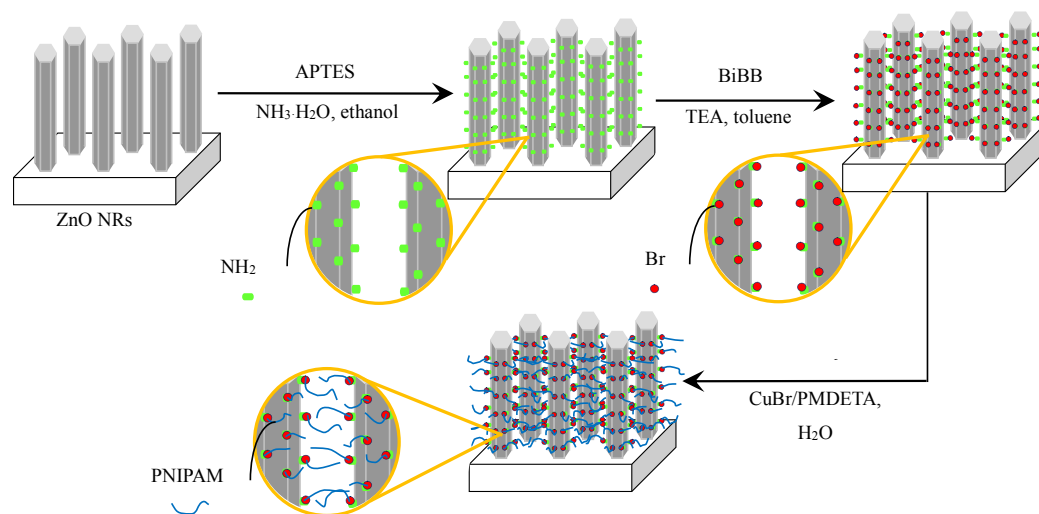 APTES
NH3·H2O, ethanol
BiBB
TEA, toluene
ZnO NRs
NH2
Br
CuBr/PMDETA,
H2O
PNIPAM